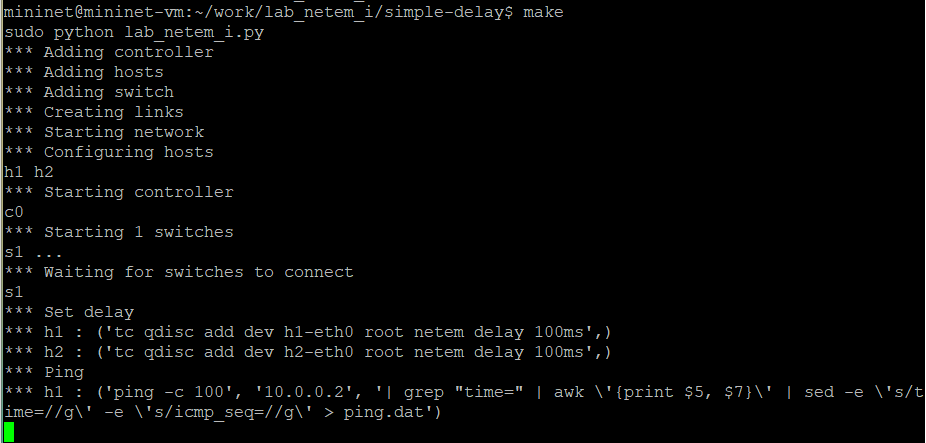 mininet@mininet-vm:~/work/lab_netem_i/simple-delay$ make
sudo python lab_netem_i.py
*** Adding controller
*** Adding hosts
*** Adding switch
*** Creating links
*** Starting network
*** Configuring hosts
h1 h2
*** Starting controller
c0
*** Starting 1 switches
s1 ...
*** Waiting for switches to connect
s1
*** Set delay
*** h1 : ('tc qdisc add dev h1-eth0 root netem delay 100ms',)
*** h2 : ('tc qdisc add dev h2-eth0 root netem delay 100ms',)
*** Ping
*** h1 : ('ping -c 100', '10.0.0.2', '| grep "time=" | awk \'{print $5, $7}\' | sed -e \'s/t
ime=//g\' -e \'s/icmp_seq=//g\' > ping.dat')